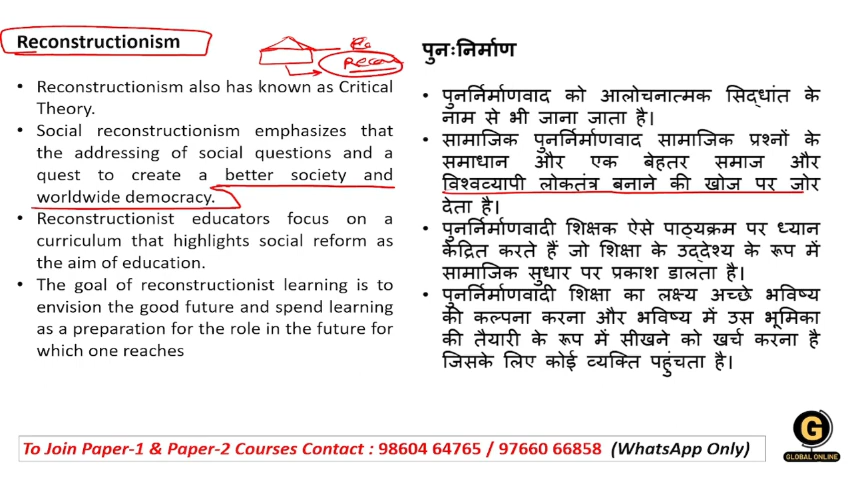 Reconstructionism
Re
Recon
• Reconstructionism also has known as Critical
Theory.
• Social reconstructionism emphasizes that
the addressing of social questions and a
quest to create a better society and
worldwide democracy.
• Reconstructionist educators focus on a
curriculum that highlights social reform as
the aim of education.
• The goal of reconstructionist learning is to
envision the good future and spend learning
as a preparation for the role in the future for
which one reaches
पुनःनिर्माण
• पुनर्निर्माणवाद को आलोचनात्मक सिद्धांत के
नाम से भी जाना जाता है।
• सामाजिक पुनर्निर्माणवाद सामाजिक प्रश्नों के
समाधान और एक बेहतर समाज और
विश्वव्यापी लोकतंत्र बनाने की खोज पर जोर
देता है।
• पुनर्निर्माणवादी शिक्षक ऐसे पाठ्यक्रम पर ध्यान
केंद्रित करते हैं जो शिक्षा के उद्देश्य के रूप में
सामाजिक सुधार पर प्रकाश डालता है।
• पुनर्निर्माणवादी शिक्षा का लक्ष्य अच्छे भविष्य
की कल्पना करना और भविष्य में उस भूमिका
की तैयारी के रूप में सीखने को खर्च करना है
जिसके लिए कोई व्यक्ति पहुंचता है।
To Join Paper-1 & Paper-2 Courses Contact : 98604 64765 / 97660 66858 (WhatsApp Only)
G
GLOBAL ONLINE